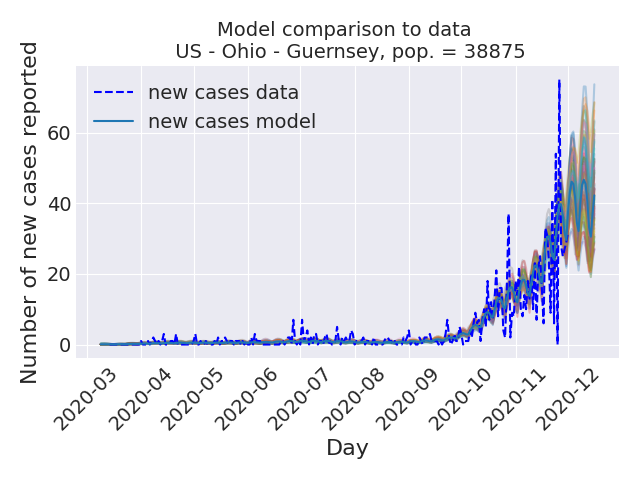 Model comparison to data
US - Ohio - Guernsey, pop. = 38875
new cases data
new cases model
Number of new cases reported
60
40
20
0
2020-03
2020-04
2020-05
2020-06
2020-07
2020-08
2020-09
2020-10
2020-11
2020-12
Day